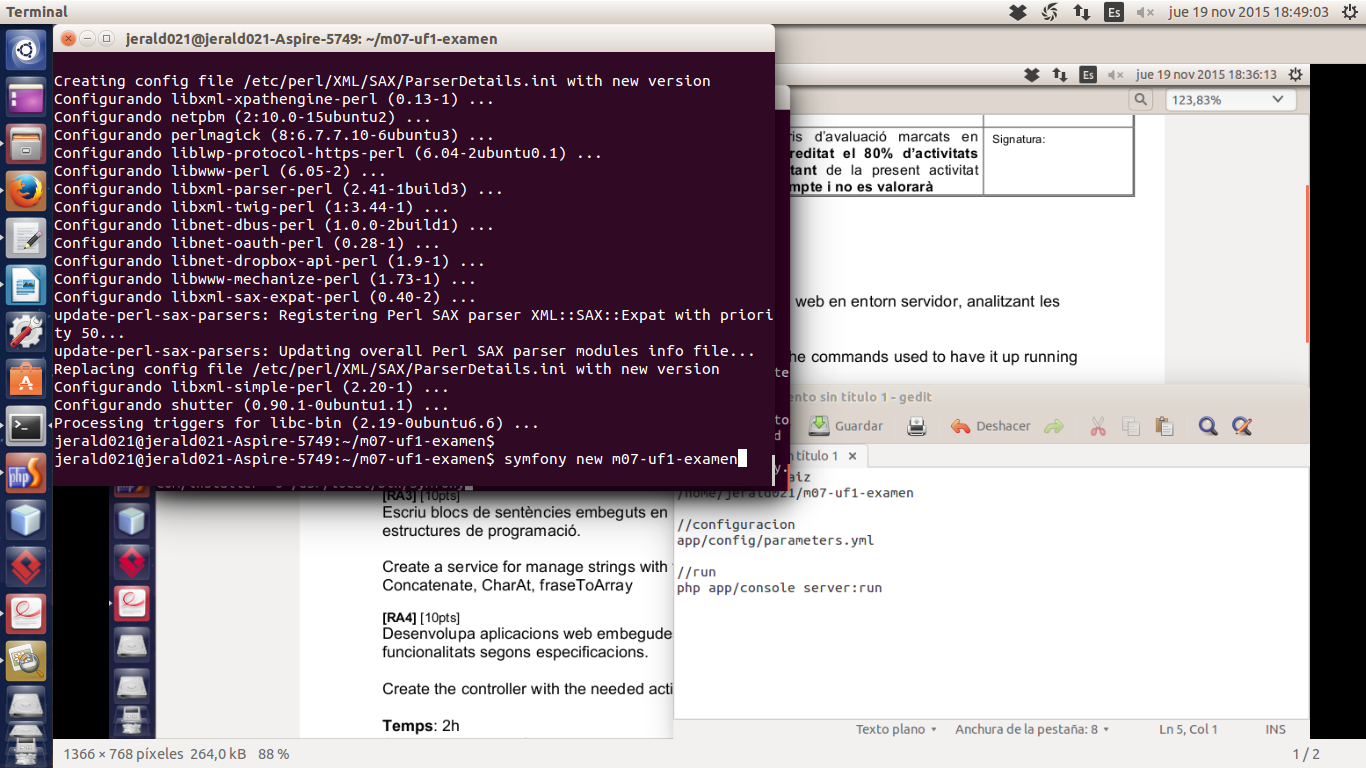 Terminal
Es
jue 19 nov 2015 18:49:03
jerald021@jerald021-Aspire-5749: ~/m07-uf1-examen
Creating config file /etc/perl/XML/SAX/ParserDetails.ini with new version
Configurando libxml-xpathengine-perl (0.13-1) ...
Configurando netpbm (2:10.0-15ubuntu2) ...
Configurando perlmagick (8:6.7.7.10-6ubuntu3) ...
Configurando liblwp-protocol-https-perl (6.04-2ubuntu0.1) ...
Configurando libwww-perl (6.05-2) ...
Configurando libxml-parser-perl (2.41-1build3) ...
Configurando libxml-twig-perl (1:3.44-1) ...
Configurando libnet-dbus-perl (1.0.0-2build1) ...
Configurando libnet-oauth-perl (0.28-1) ...
Configurando libnet-dropbox-api-perl (1.9-1) ...
Configurando libwww-mechanize-perl (1.73-1) ...
Configurando libxml-sax-expat-perl (0.40-2) ...
update-perl-sax-parsers: Registering Perl SAX parser XML::SAX::Expat with priori
ty 50...
update-perl-sax-parsers: Updating overall Perl SAX parser modules info file...
Replacing config file /etc/perl/XML/SAX/ParserDetails.ini with new version
Configurando libxml-simple-perl (2.20-1) ...
Configurando shutter (0.90.1-0ubuntu1.1) ...
Processing triggers for libc-bin (2.19-0ubuntu6.6) ...
jerald021@jerald021-Aspire-5749:~/m07-uf1-examen$
jerald021@jerald021-Aspire-5749:~/m07-uf1-examen$ symfony new m07-uf1-examen
Es
jue 19 nov 2015 18:36:13
123,83%
ris d'avaluació marcats en
reditat el 80% d'activitats
tant de la present activitat
mpte i no es valorarà
Signatura:
web en entorn servidor, analitzant les
he commands used to have it up running
ento sin título 1 - gedit
Guardar
Deshacer
título 1
aiz
/home/jerald021/m07-uf1-examen
//configuracion
app/config/parameters.yml
//run
php app/console server:run
Texto plano
Anchura de la pestaña: 8
Ln 5, Col 1
INS
[RA3] [10pts]
Escriu blocs de sentències embeguts en
estructures de programació.
Create a service for manage strings with
Concatenate, CharAt, fraseToArray
[RA4] [10pts]
Desenvolupa aplicacions web embegude
funcionalitats segons especificacions.
Create the controller with the needed acti
Temps: 2h
1366 × 768 píxeles 264,0 kB 88 %
1 / 2